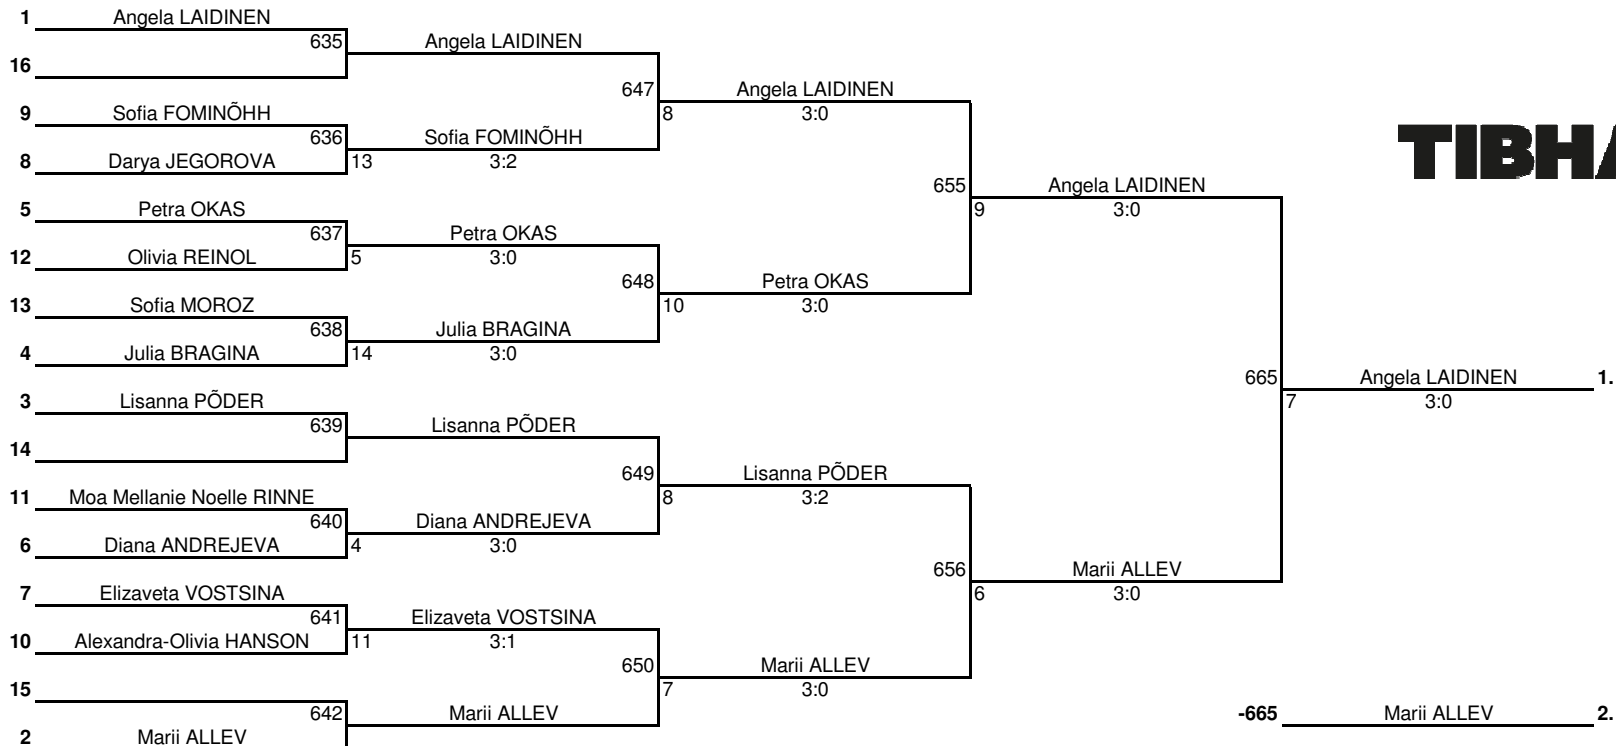 1 Angela LAIDINEN
635 Angela LAIDINEN
16
647 Angela LAIDINEN
9 Sofia FOMINÕHH
8 3:0
636 Sofia FOMINÕHH
8 Darya JEGOROVA
13 3:2
TIBHA
655 Angela LAIDINEN
5 Petra OKAS
9 3:0
637 Petra OKAS
12 Olivia REINOL
5 3:0
648 Petra OKAS
13 Sofia MOROZ
10 3:0
638 Julia BRAGINA
4 Julia BRAGINA
14 3:0
665 Angela LAIDINEN 1.
7 3:0
3 Lisanna PÕDER
639 Lisanna PÕDER
14
649 Lisanna PÕDER
11 Moa Mellanie Noelle RINNE
8 3:2
640 Diana ANDREJEVA
6 Diana ANDREJEVA
4 3:0
656 Marii ALLEV
7 Elizaveta VOSTSINA
6 3:0
641 Elizaveta VOSTSINA
10 Alexandra-Olivia HANSON
11 3:1
650 Marii ALLEV
15
7 3:0
642 Marii ALLEV
-665 Marii ALLEV 2.
2 Marii ALLEV